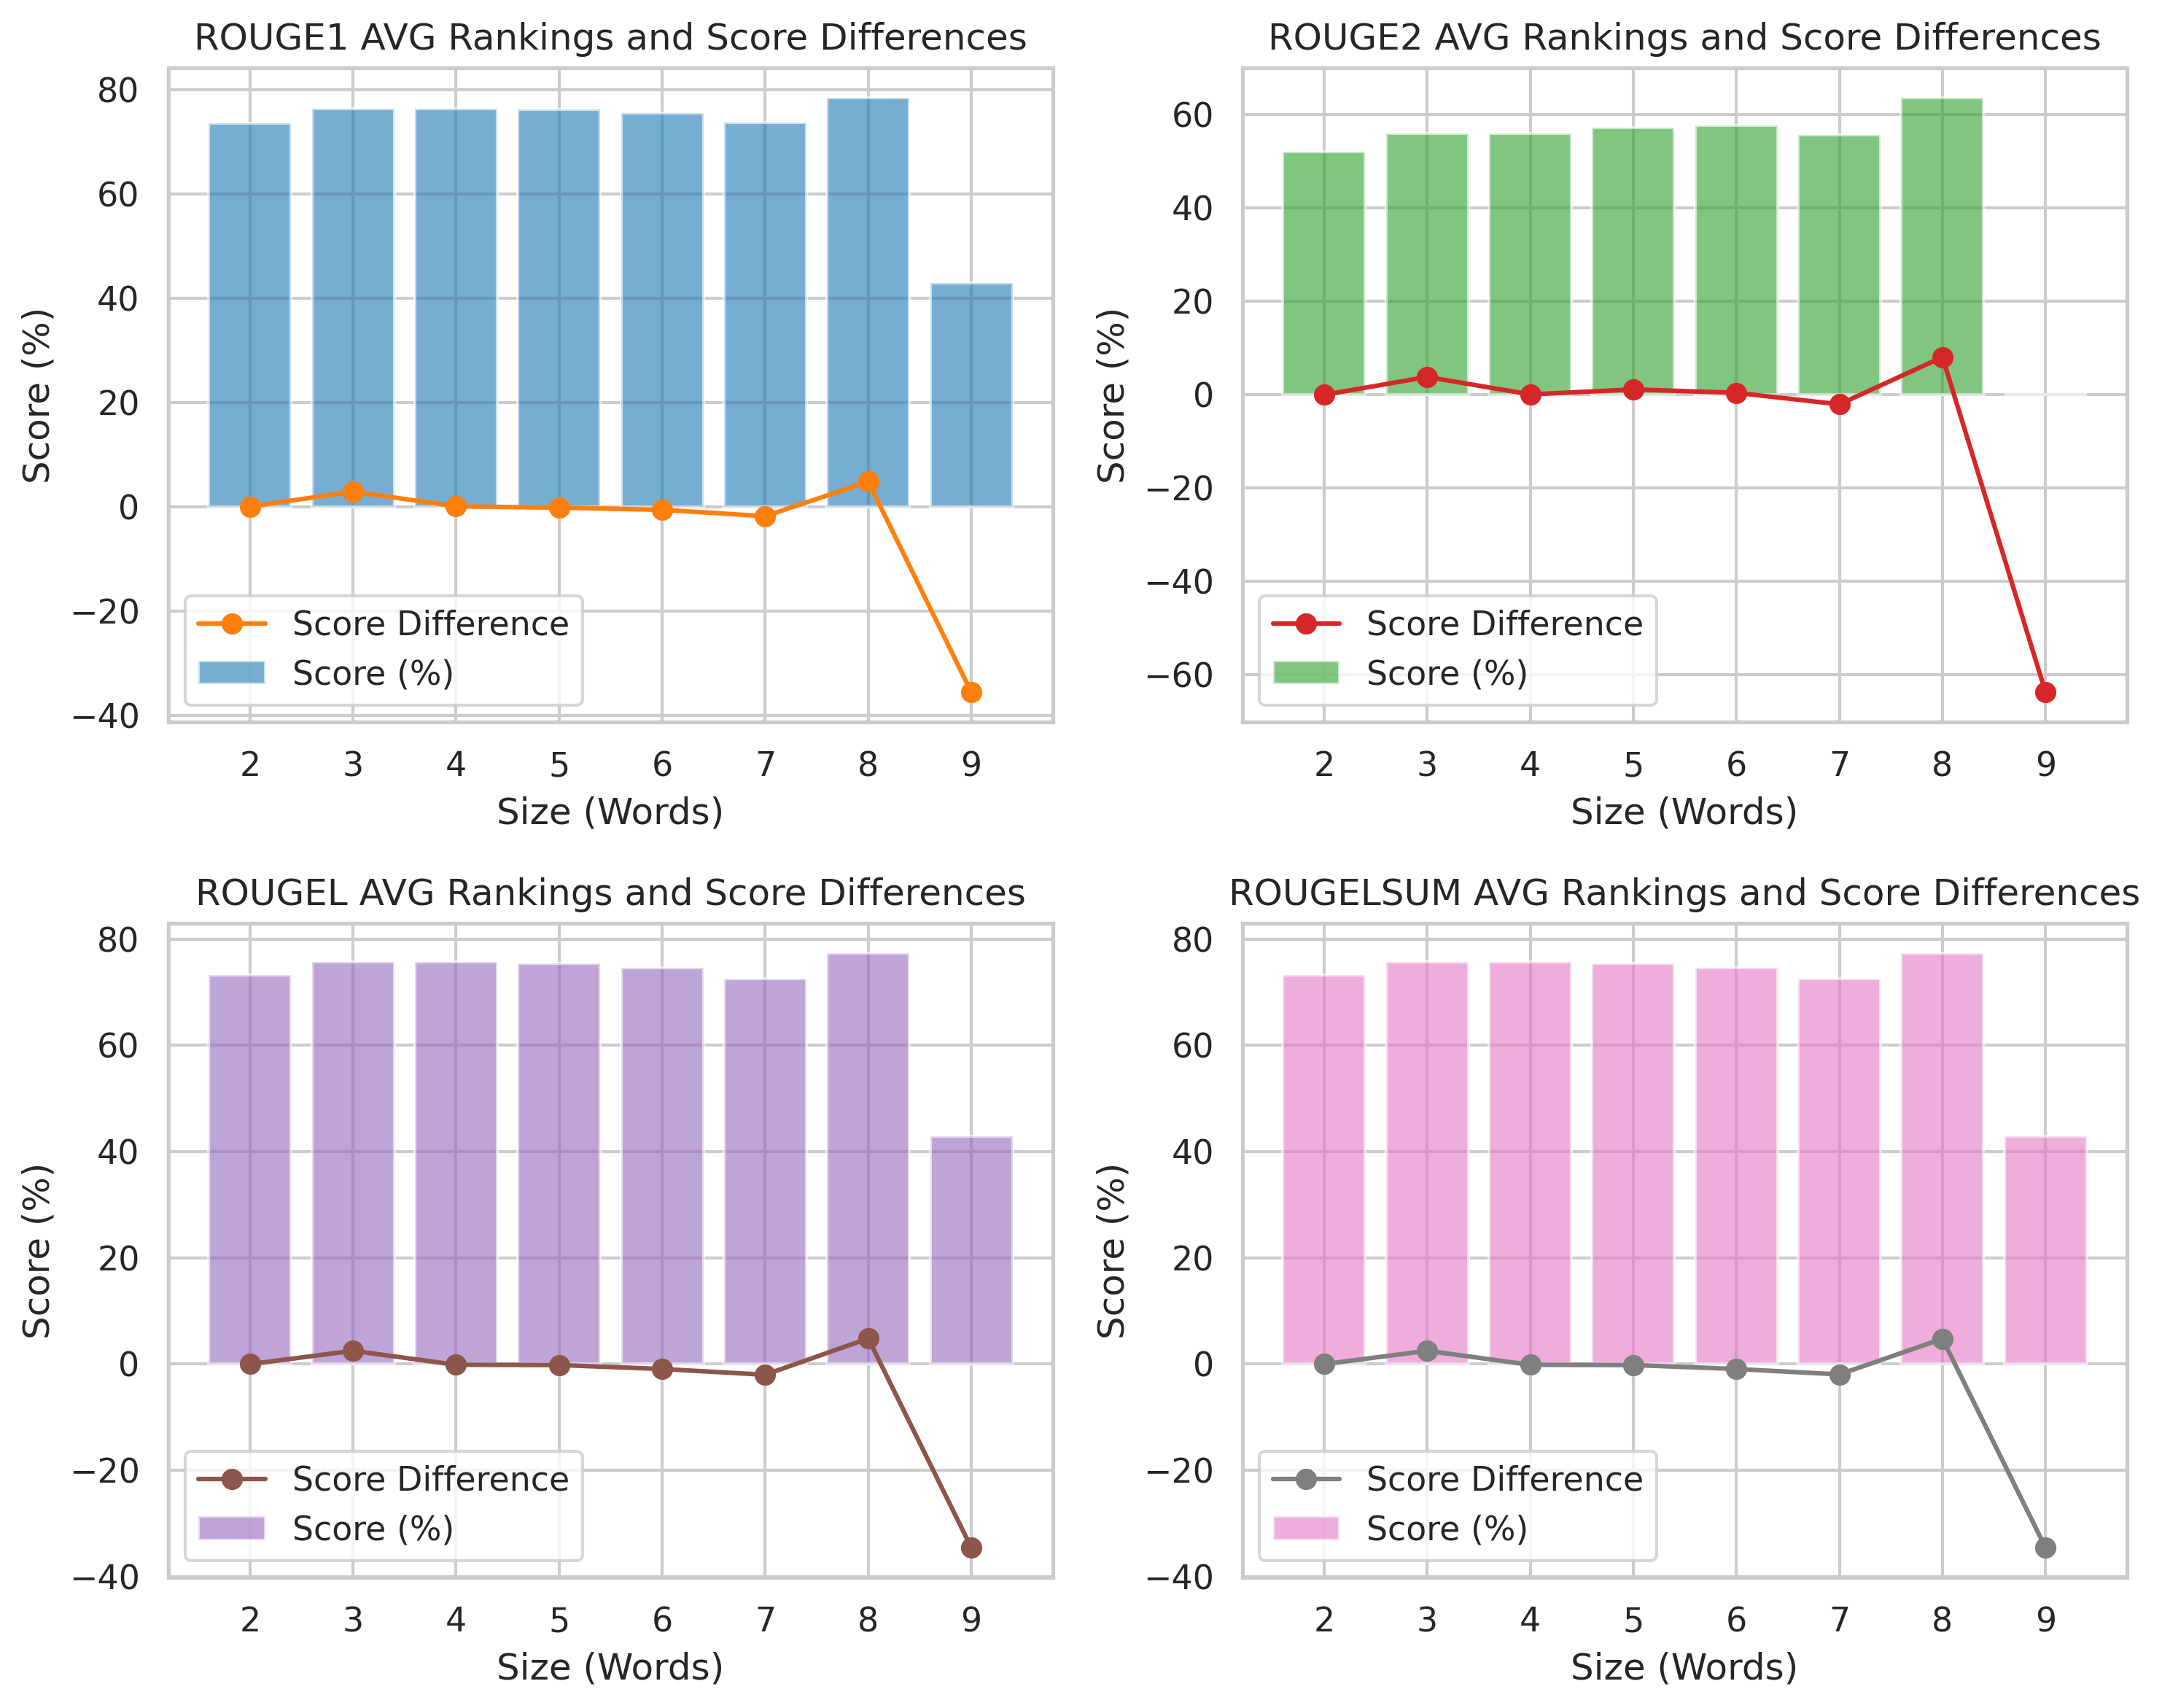 ROUGE1 AVG Rankings and Score Differences
Score (%)
80
60
40
20
0
−20
−40
Score Difference
Score (%)
2 3 4 5 6 7 8 9
Size (Words)
ROUGE2 AVG Rankings and Score Differences
Score (%)
60
40
20
0
−20
−40
−60
Score Difference
Score (%)
2 3 4 5 6 7 8 9
Size (Words)
ROUGEL AVG Rankings and Score Differences
Score (%)
80
60
40
20
0
−20
−40
Score Difference
Score (%)
2 3 4 5 6 7 8 9
Size (Words)
ROUGELSUM AVG Rankings and Score Differences
Score (%)
80
60
40
20
0
−20
−40
Score Difference
Score (%)
2 3 4 5 6 7 8 9
Size (Words)